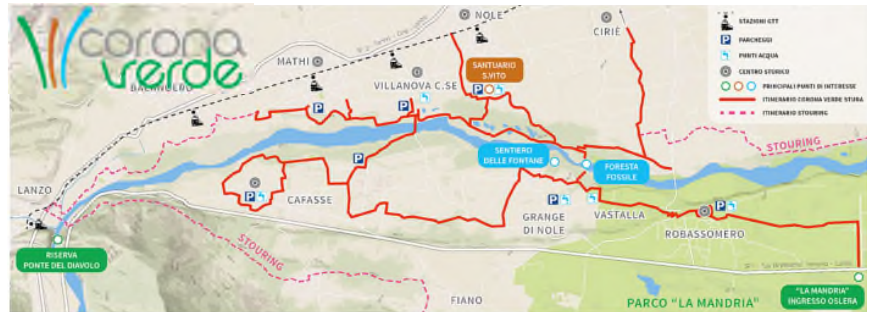 corona
verde
NOLE
CIRIÈ
MATHI
BALANGERO
VILLANOVA C.SE
SANTUARIO
S.VITO
STAZIONI GTT
P PARCHEGGI
PUNTI ACQUA
CENTRO STORICO
PRINCIPALI PUNTI DI INTERESSE
ITINERARIO CORONA VERDE STURA
ITINERARIO STOURING
P
P
P
STOURING
SENTIERO
DELLE FONTANE
FORESTA
FOSSILE
LANZO
P
CAFASSE
P
P
GRANGE
DI NOLE
VASTALLA
P
ROBASSOMERO
RISERVA
PONTE DEL DIAVOLO
STOURING
FIANO
PARCO "LA MANDRIA"
"LA MANDRIA"
INGRESSO OSLERA